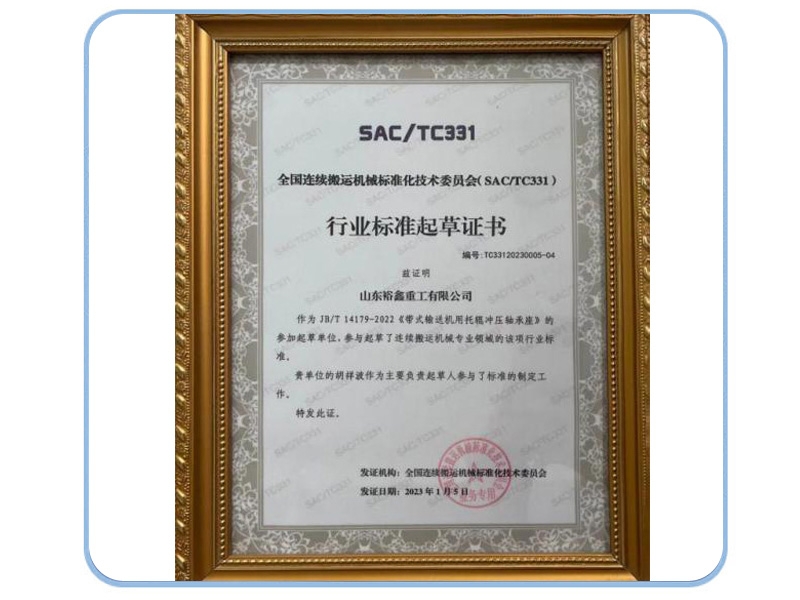 SAC/TC331
全国连续搬运机械标准化技术委员会(SAC/TC331)
行业标准起草证书
编号:TC33120230005-04
兹证明
山东裕鑫重工有限公司
作为 JB/T 14179-2022《带式输送机用托辊冲压轴承座》的
参加起草单位、参与起草了连续搬运机械专业领域的该项行业标
准。
贵单位的胡祥波作为主要负责起草人参与了标准的制定工
作。
特发此证。
发证机构：全国连续搬运机械标准化技术委员会
发证日期：2023年1月5日